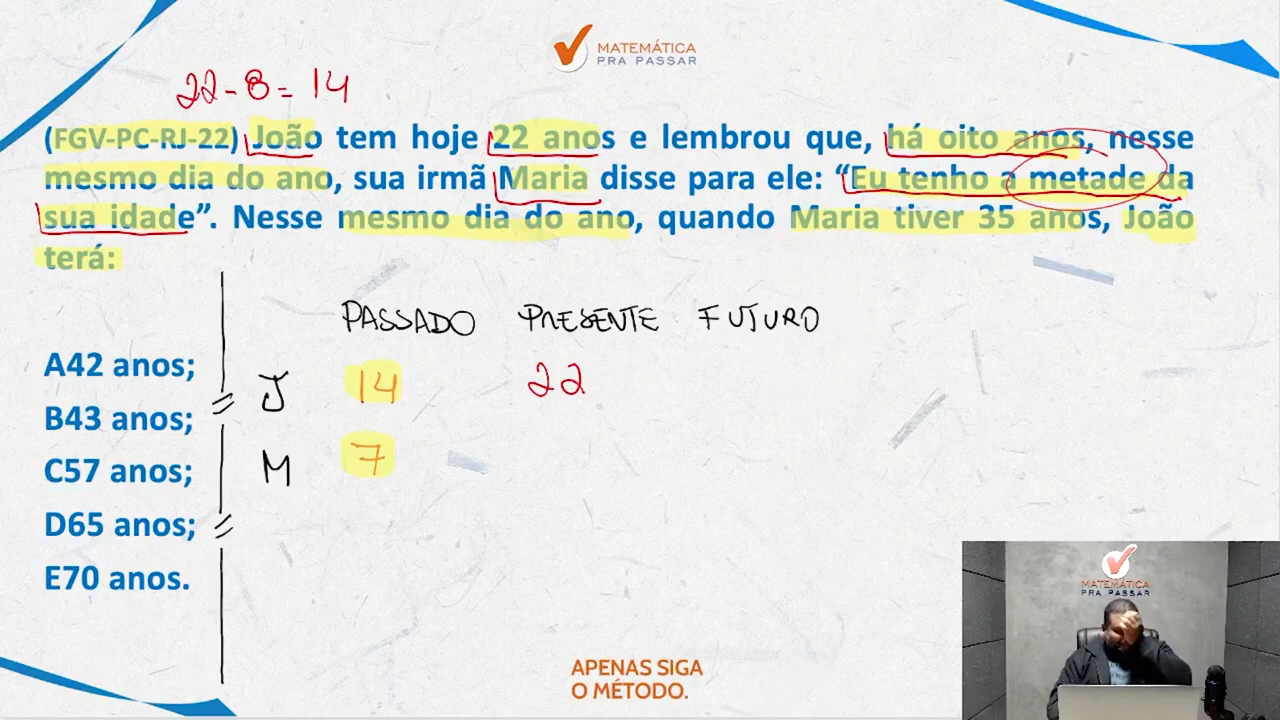 MATEMÁTICA
PRA PASSAR
22 - 8 = 14
(FGV-PC-RJ-22) João tem hoje 22 anos e lembrou que, há oito anos, nesse
mesmo dia do ano, sua irmã Maria disse para ele: “Eu tenho a metade da
sua idade”. Nesse mesmo dia do ano, quando Maria tiver 35 anos, João
terá:
PASSADO PRESENTE FUTURO
A42 anos;
J 14 22
B43 anos;
M 7
C57 anos;
D65 anos;
E70 anos.
MATEMÁTICA
PRA PASSAR
APENAS SIGA
O MÉTODO.